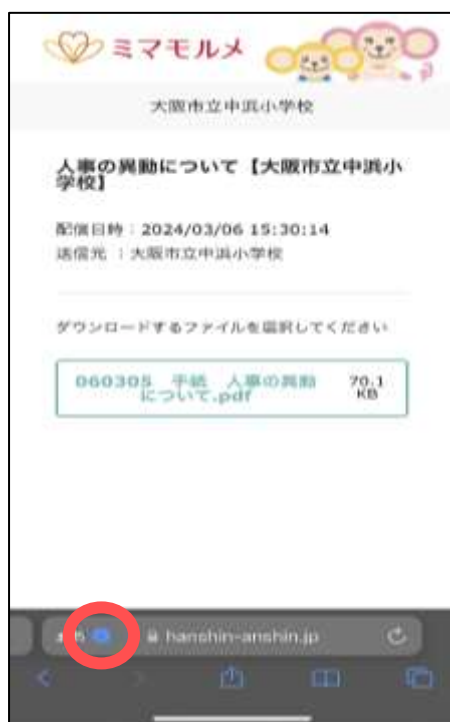 ミマモルメ
大阪市立中浜小学校
人事の異動について【大阪市立中浜小
学校】
配信日時：2024/03/06 15:30:14
送信元 ：大阪市立中浜小学校
ダウンロードするファイルを選択してください
060305 手紙 人事の異動
について.pdf
70.1
KB
hanshin-anshin.jp